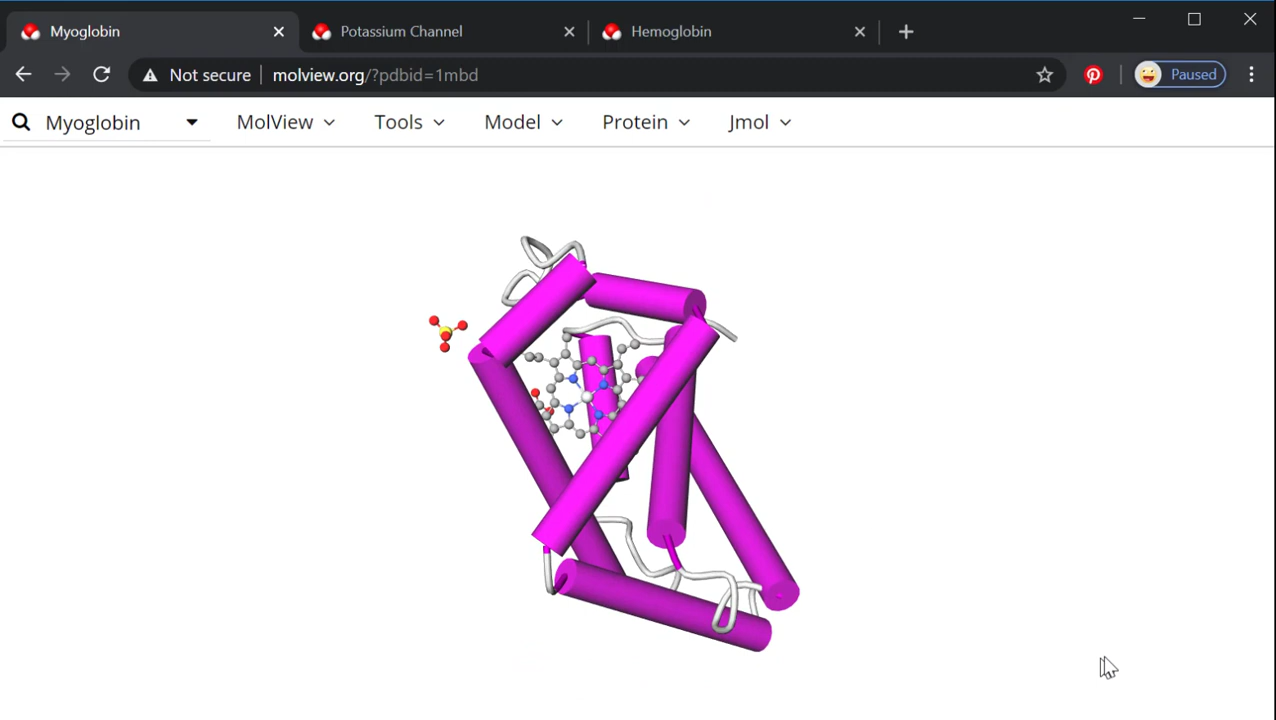 Myoglobin
Potassium Channel
Hemoglobin
Not secure molview.org/?pdbid=1mbd Paused
Myoglobin MolView Tools Model Protein Jmol